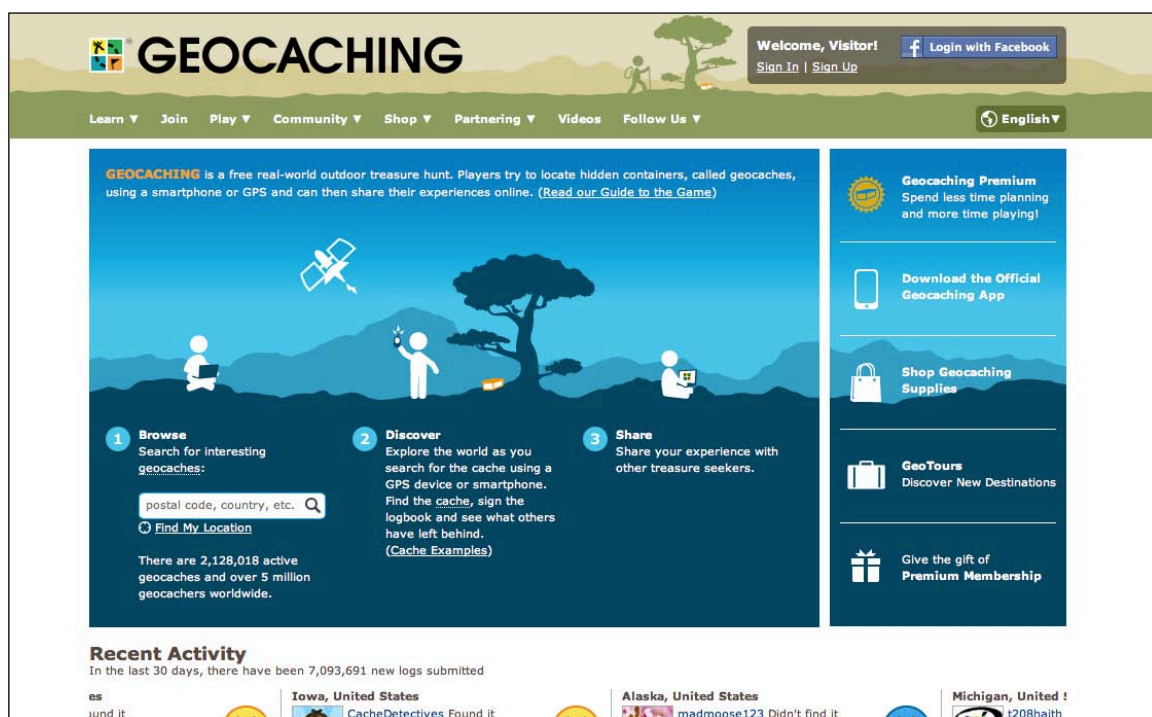 GEOCACHING
Welcome, Visitor!
Sign In | Sign Up
f Login with Facebook
Learn ▼ Join Play ▼ Community ▼ Shop ▼ Partnering ▼ Videos Follow Us ▼
English ▼
GEOCACHING is a free real-world outdoor treasure hunt. Players try to locate hidden containers, called geocaches,
using a smartphone or GPS and can then share their experiences online. (Read our Guide to the Game)
1 Browse
Search for interesting
geocaches:
postal code, country, etc.
Find My Location
There are 2,128,018 active
geocaches and over 5 million
geocachers worldwide.
2 Discover
Explore the world as you
search for the cache using a
GPS device or smartphone.
Find the cache, sign the
logbook and see what others
have left behind.
(Cache Examples)
3 Share
Share your experience with
other treasure seekers.
Geocaching Premium
Spend less time planning
and more time playing!
Download the Official
Geocaching App
Shop Geocaching
Supplies
GeoTours
Discover New Destinations
Give the gift of
Premium Membership
Recent Activity
In the last 30 days, there have been 7,093,691 new logs submitted
es
ound it
Iowa, United States
CacheDetectives Found it
Alaska, United States
madmoose123 Didn't find it
Michigan, United
t208haith